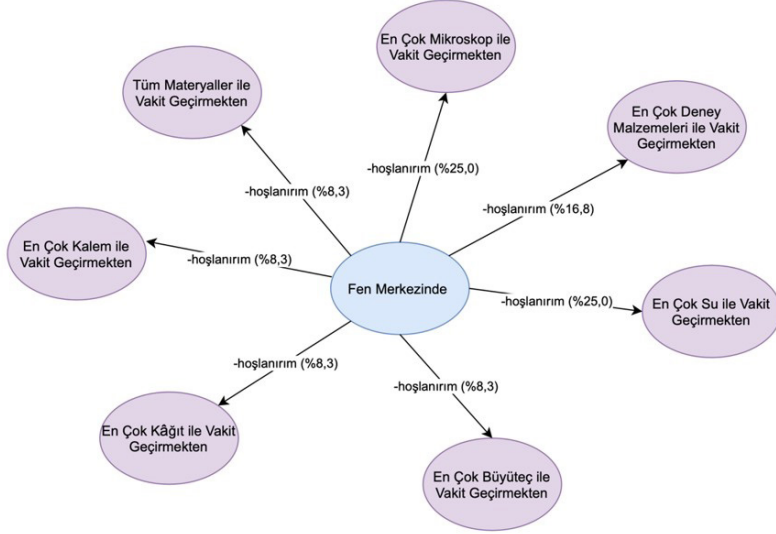 En Çok Mikroskop ile
Vakit Geçirmekten
Tüm Materyaller ile
Vakit Geçirmekten
En Çok Deney
Malzemeleri ile Vakit
Geçirmekten
-hoşlanırım (%25,0)
-hoşlanırım (%8,3)
-hoşlanırım (%16,8)
En Çok Kalem ile
Vakit Geçirmekten
-hoşlanırım (%8,3)
Fen Merkezinde
-hoşlanırım (%25,0)
En Çok Su ile Vakit
Geçirmekten
-hoşlanırım (%8,3)
-hoşlanırım (%8,3)
En Çok Kâğıt ile Vakit
Geçirmekten
En Çok Büyüteç ile
Vakit Geçirmekten